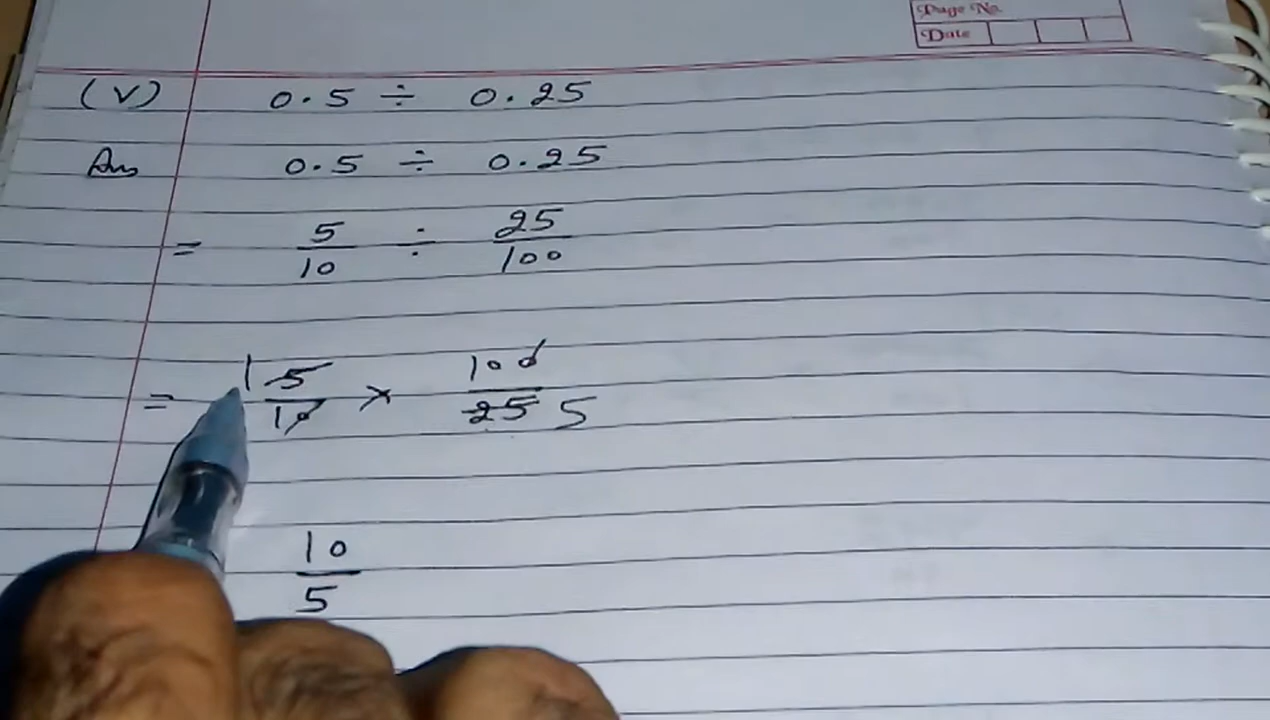 Page No.
Date
(V) 0.5 ÷ 0.25
Ans 0.5 ÷ 0.25
= 5/10 ÷ 25/100
= 1 5/10 × 100/25 5
10/5